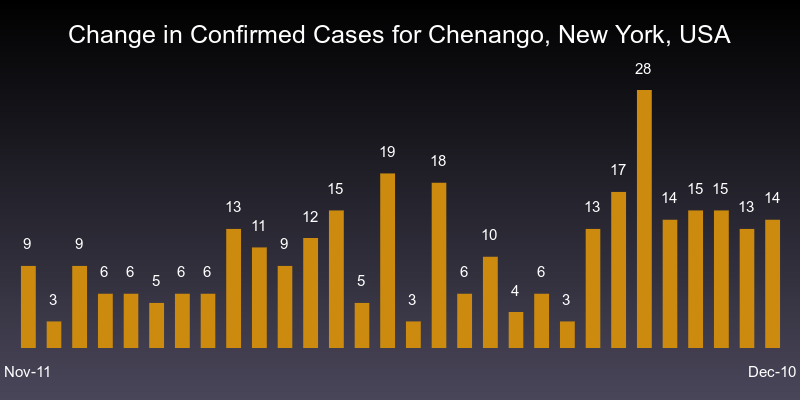 Change in Confirmed Cases for Chenango, New York, USA
9 3 9 6 6 5 6 6 13 11 9 12 15 5 19 3 18 6 10 4 6 3 13 17 28 14 15 15 13 14
Nov-11 Dec-10